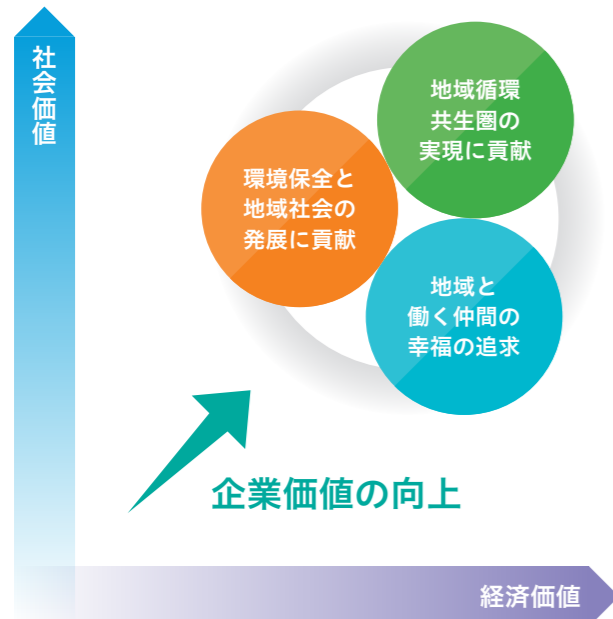 社会価値
地域循環
共生圏の
実現に貢献
環境保全と
地域社会の
発展に貢献
地域と
働く仲間の
幸福の追求
企業価値の向上
経済価値